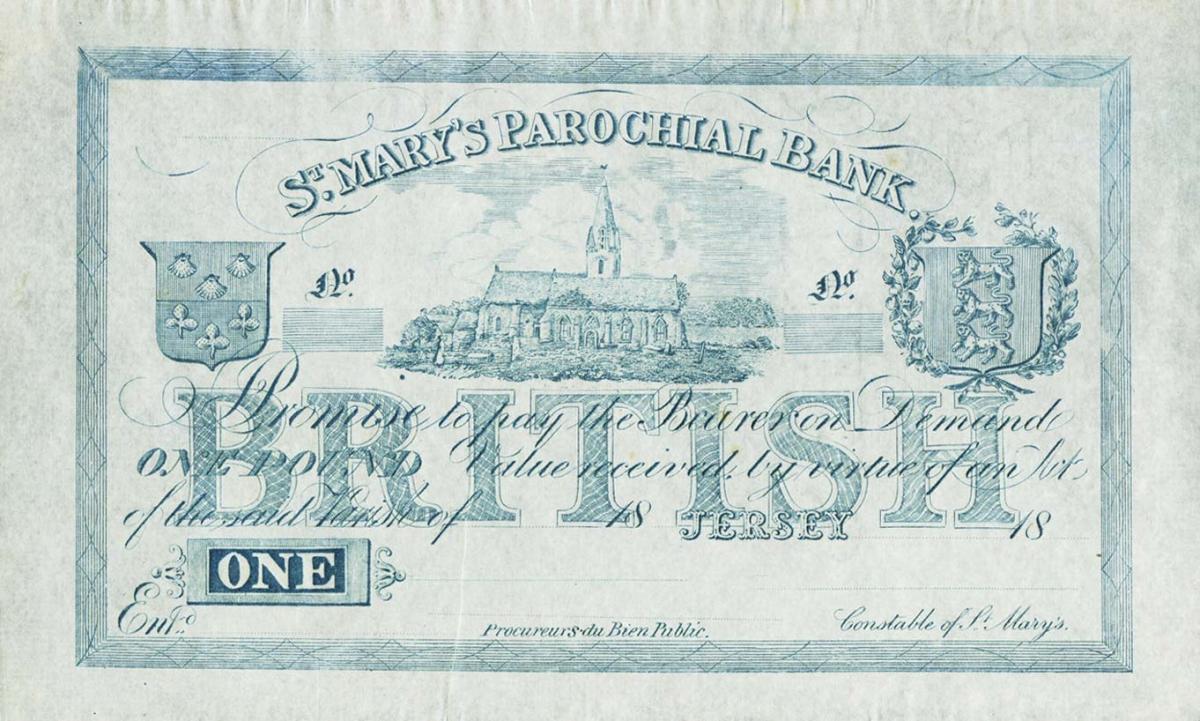 ST. MARY'S PAROCHIAL BANK.
No. No.
BRITISH
Promise to pay the Bearer on Demand
ONE POUND Value received, by virtue of an Act
of the said Parish of 18 JERSEY 18
ONE
Entd.
Procureurs du Bien Public.
Constable of St. Mary's.